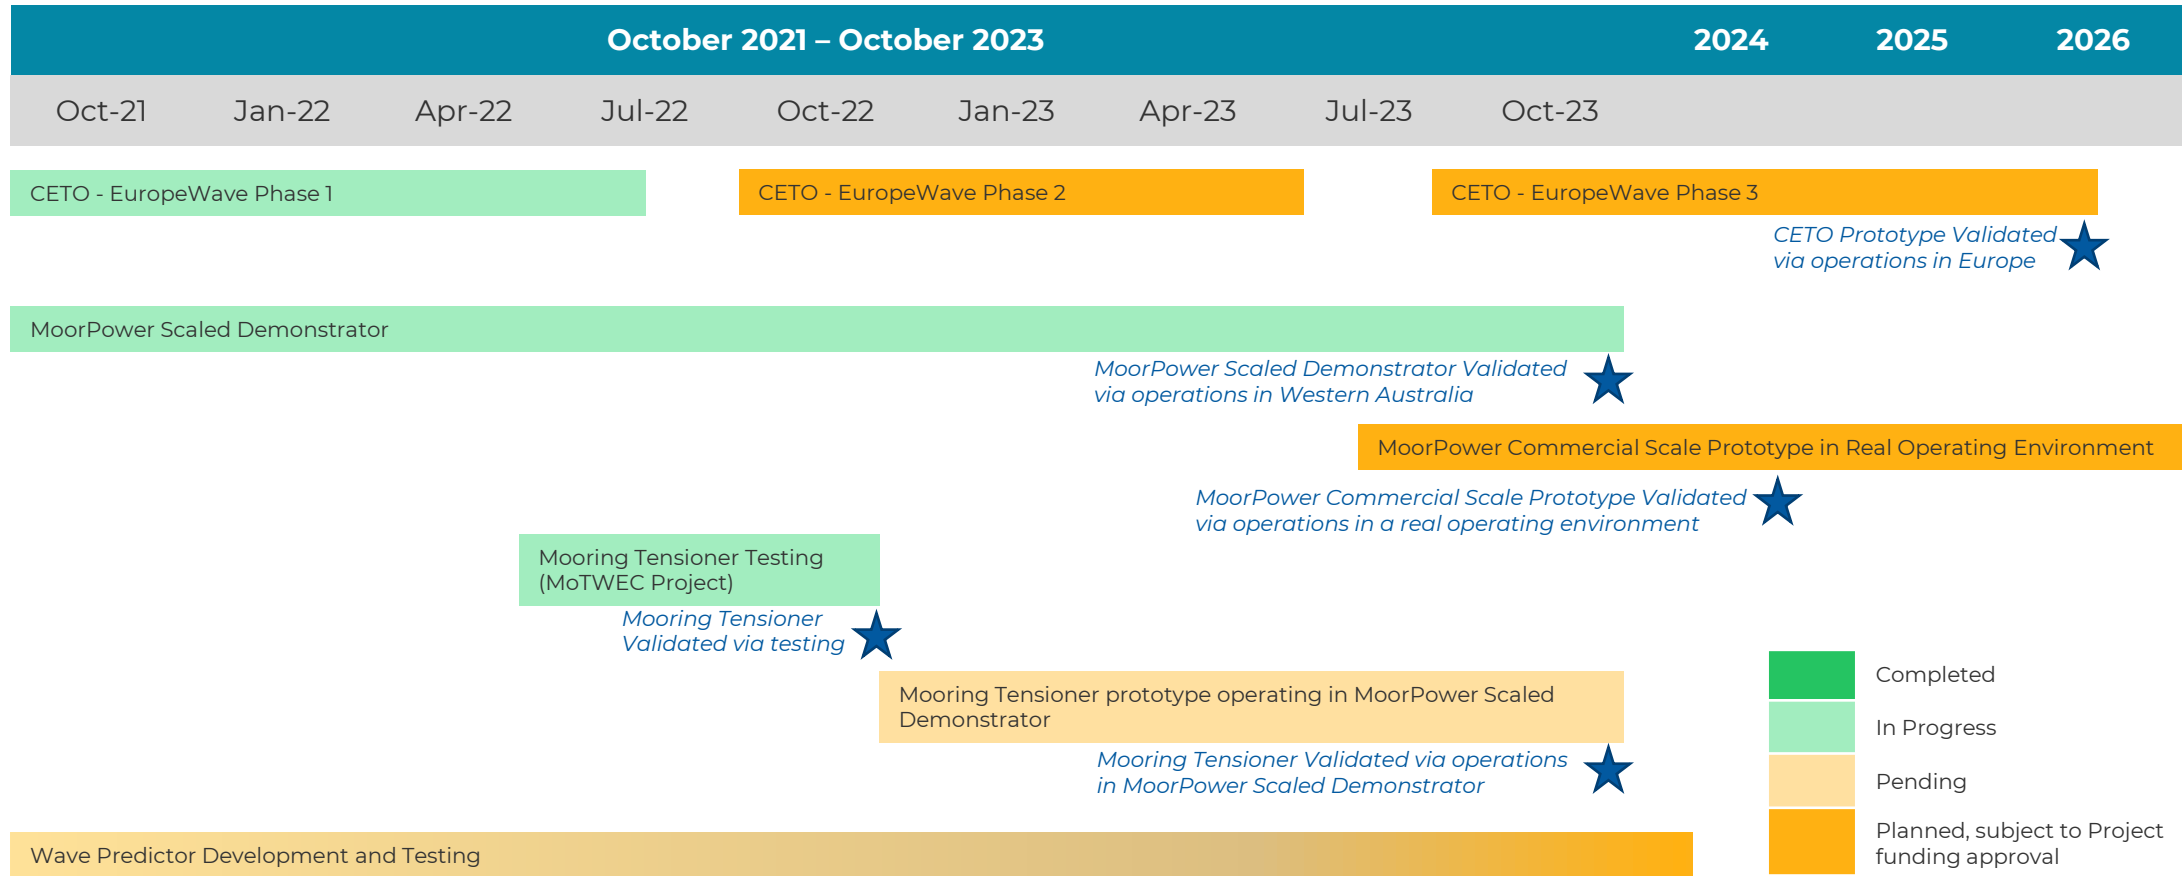 October 2021 – October 2023 2024 2025 2026
Oct-21 Jan-22 Apr-22 Jul-22 Oct-22 Jan-23 Apr-23 Jul-23 Oct-23
CETO - EuropeWave Phase 1
CETO - EuropeWave Phase 2
CETO - EuropeWave Phase 3
CETO Prototype Validated
via operations in Europe
MoorPower Scaled Demonstrator
MoorPower Scaled Demonstrator Validated
via operations in Western Australia
MoorPower Commercial Scale Prototype in Real Operating Environment
MoorPower Commercial Scale Prototype Validated
via operations in a real operating environment
Mooring Tensioner Testing
(MoTWEC Project)
Mooring Tensioner
Validated via testing
Mooring Tensioner prototype operating in MoorPower Scaled
Demonstrator
Mooring Tensioner Validated via operations
in MoorPower Scaled Demonstrator
Wave Predictor Development and Testing
Completed
In Progress
Pending
Planned, subject to Project
funding approval